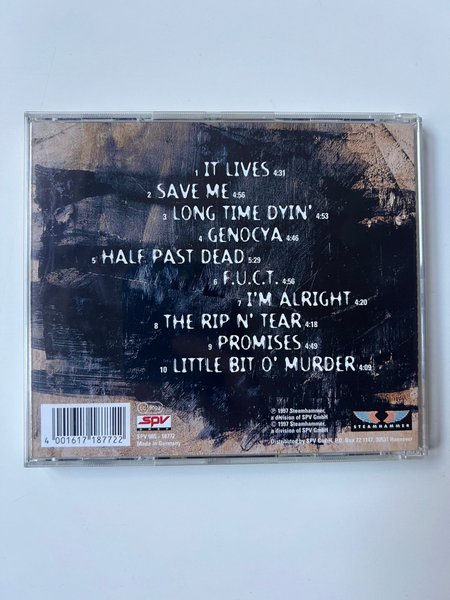 1 IT LIVES 4:31
2 SAVE ME 4:56
3 LONG TIME DYIN' 4:53
4 GENOCYA 4:46
5 HALF PAST DEAD 5:29
6 F.U.C.T. 4:56
7 I'M ALRIGHT 4:20
8 THE RIP N' TEAR 4:18
9 PROMISES 4:49
10 LITTLE BIT O' MURDER 4:09
4 001617 187722
SPV
SPV 085 - 18772
Made in Germany
℗ 1997 Steamhammer,
a division of SPV GmbH
© 1997 Steamhammer,
a division of SPV GmbH
Distributed by SPV GmbH, P.O. Box 72 1147, 30531 Hannover
STEAMHAMMER